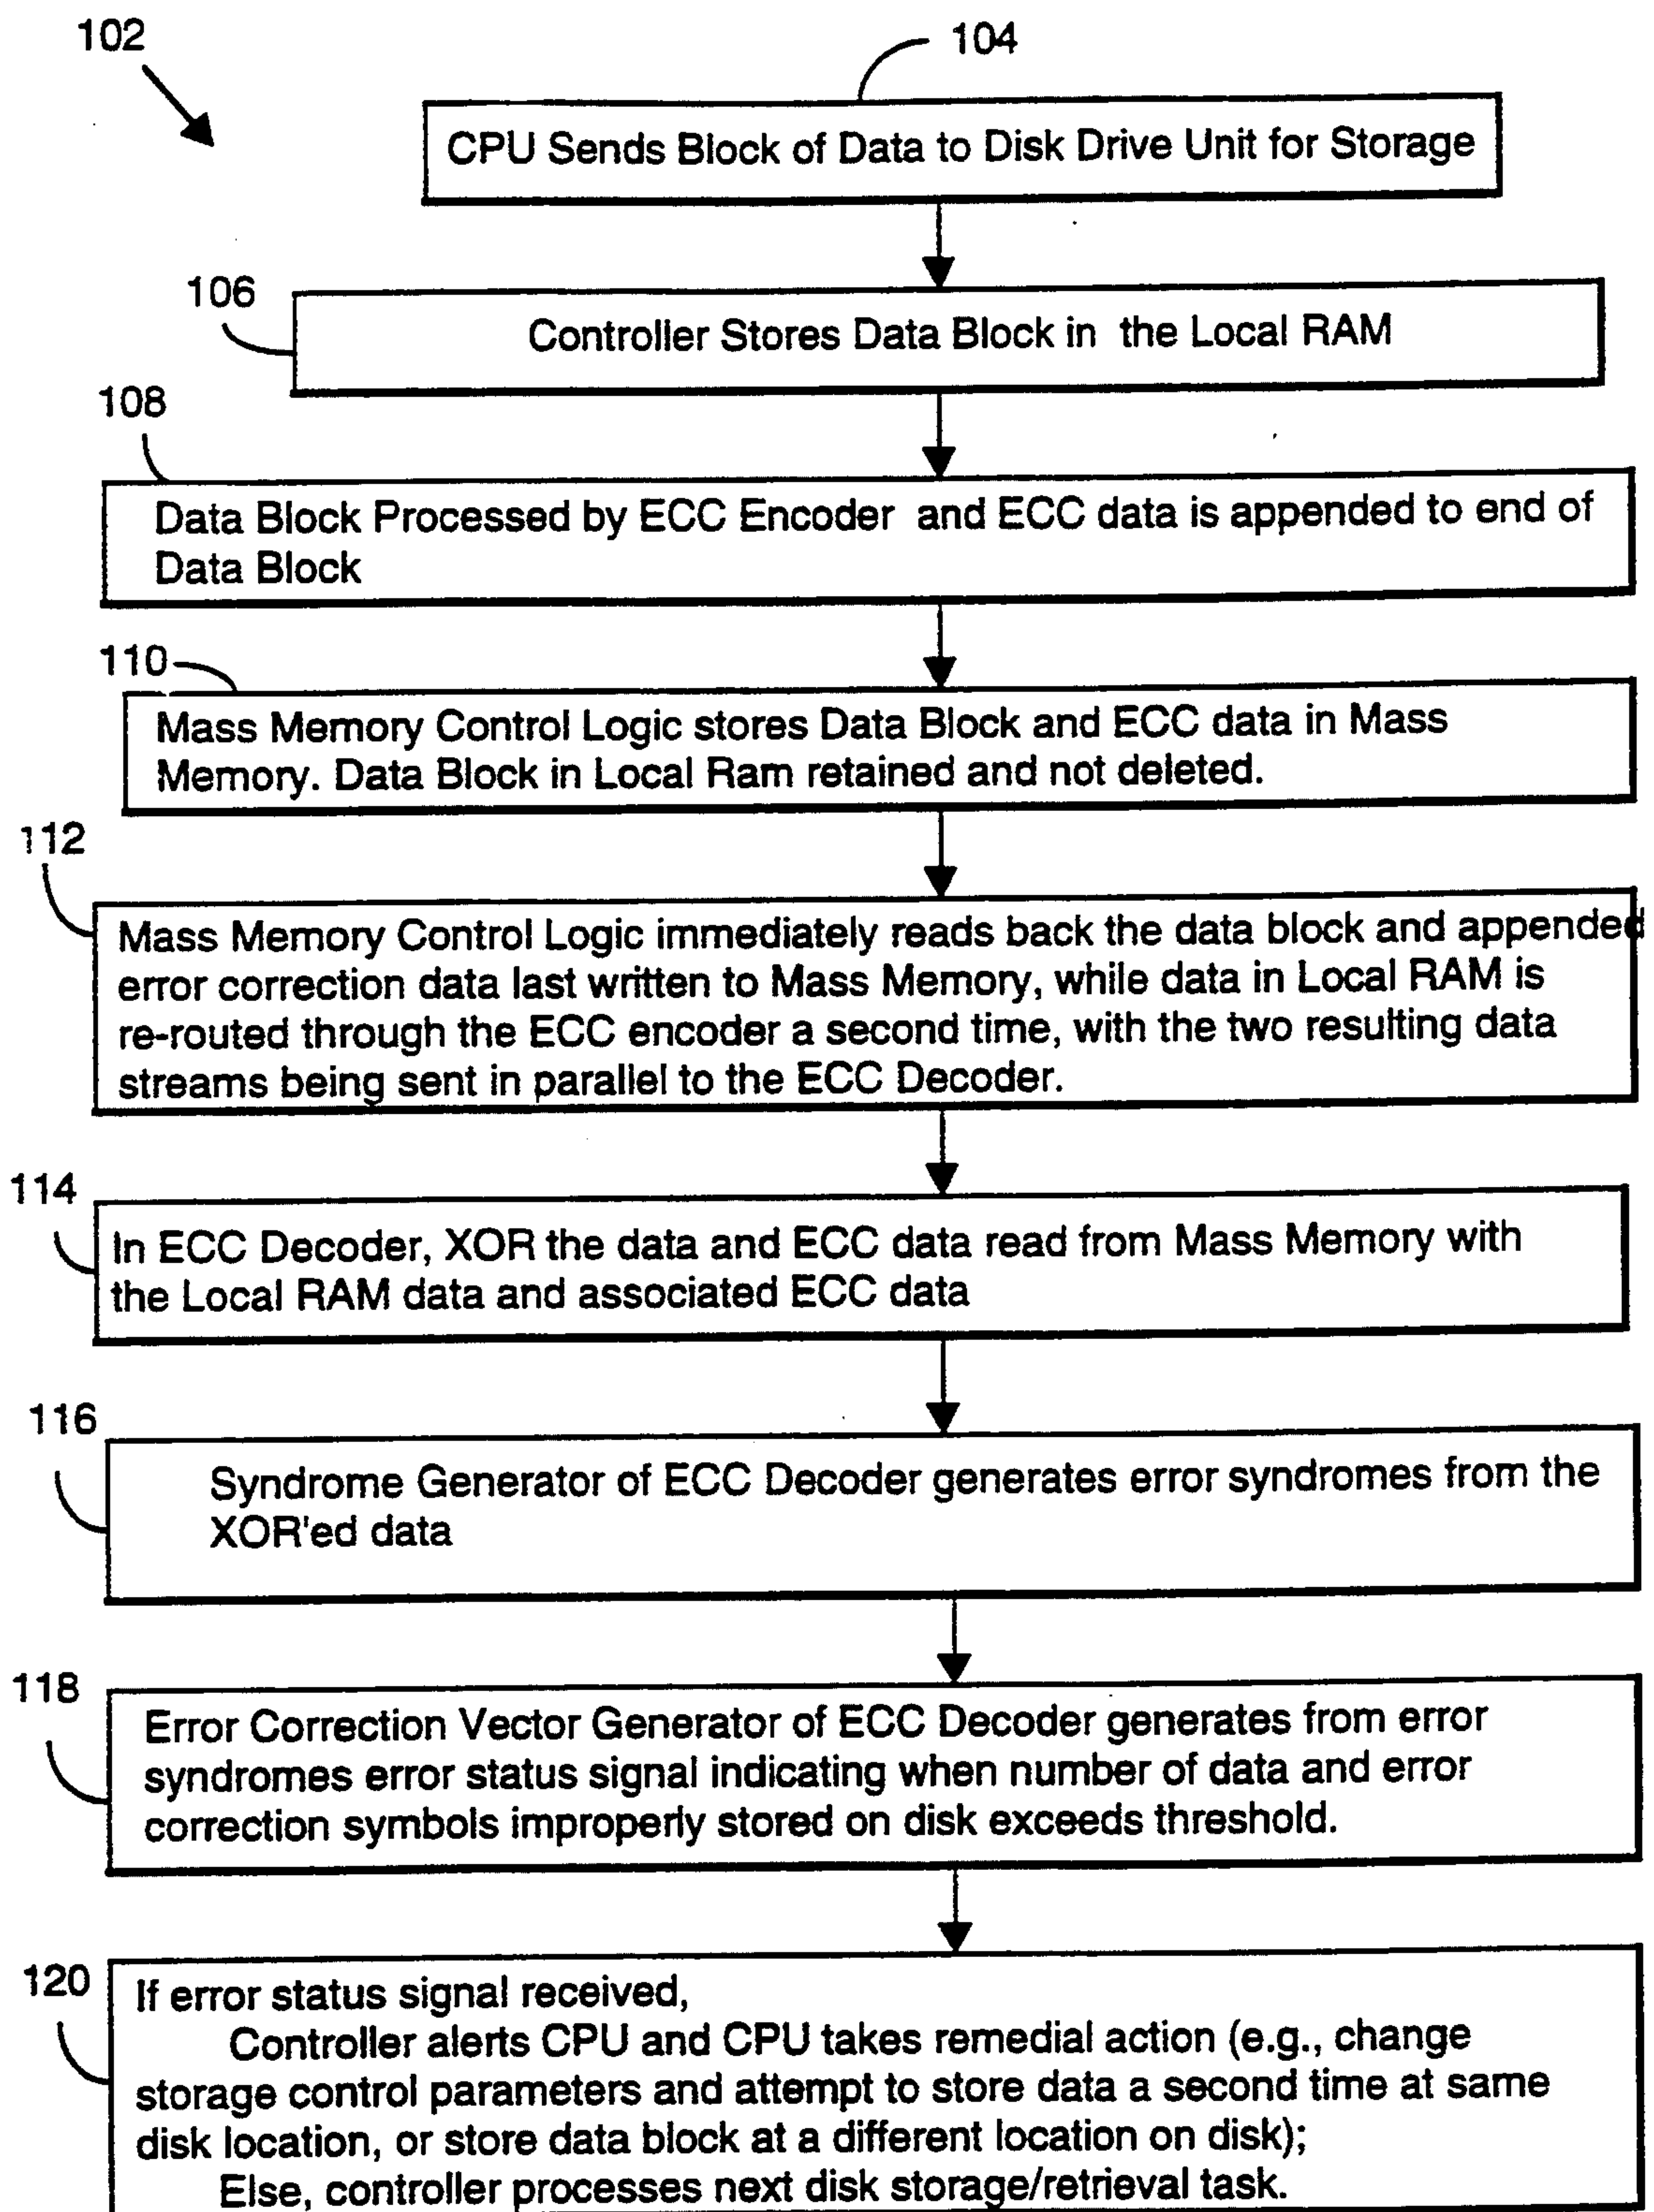 102
104
CPU Sends Block of Data to Disk Drive Unit for Storage
106
Controller Stores Data Block in the Local RAM
108
Data Block Processed by ECC Encoder and ECC data is appended to end of
Data Block
110
Mass Memory Control Logic stores Data Block and ECC data in Mass
Memory. Data Block in Local Ram retained and not deleted.
112
Mass Memory Control Logic immediately reads back the data block and appended
error correction data last written to Mass Memory, while data in Local RAM is
re-routed through the ECC encoder a second time, with the two resulting data
streams being sent in parallel to the ECC Decoder.
114
In ECC Decoder, XOR the data and ECC data read from Mass Memory with
the Local RAM data and associated ECC data
116
Syndrome Generator of ECC Decoder generates error syndromes from the
XOR'ed data
118
Error Correction Vector Generator of ECC Decoder generates from error
syndromes error status signal indicating when number of data and error
correction symbols improperly stored on disk exceeds threshold.
120
If error status signal received,
Controller alerts CPU and CPU takes remedial action (e.g., change
storage control parameters and attempt to store data a second time at same
disk location, or store data block at a different location on disk);
Else, controller processes next disk storage/retrieval task.